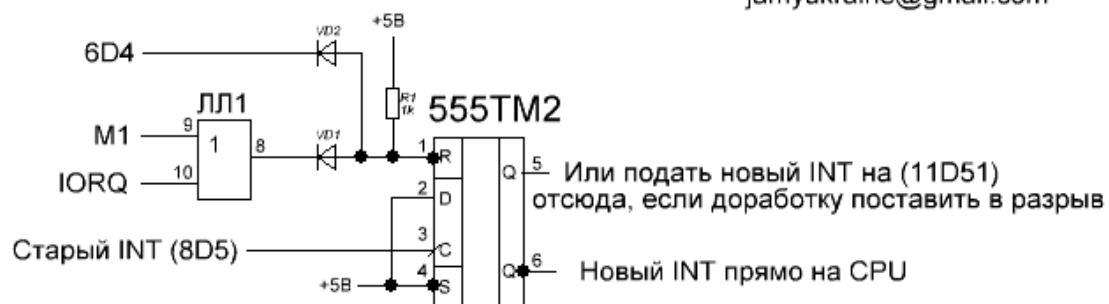 jamyukraine@gmail.com
+5В
VD2
6D4
R1
1k
ЛЛ1
555ТМ2
M1
9
1
8
VD1
1
R
Q
5
Или подать новый INT на (11D51)
отсюда, если доработку поставить в разрыв
IORQ
10
2
D
Старый INT (8D5)
3
C
Q
6
Новый INT прямо на CPU
+5В
4
S